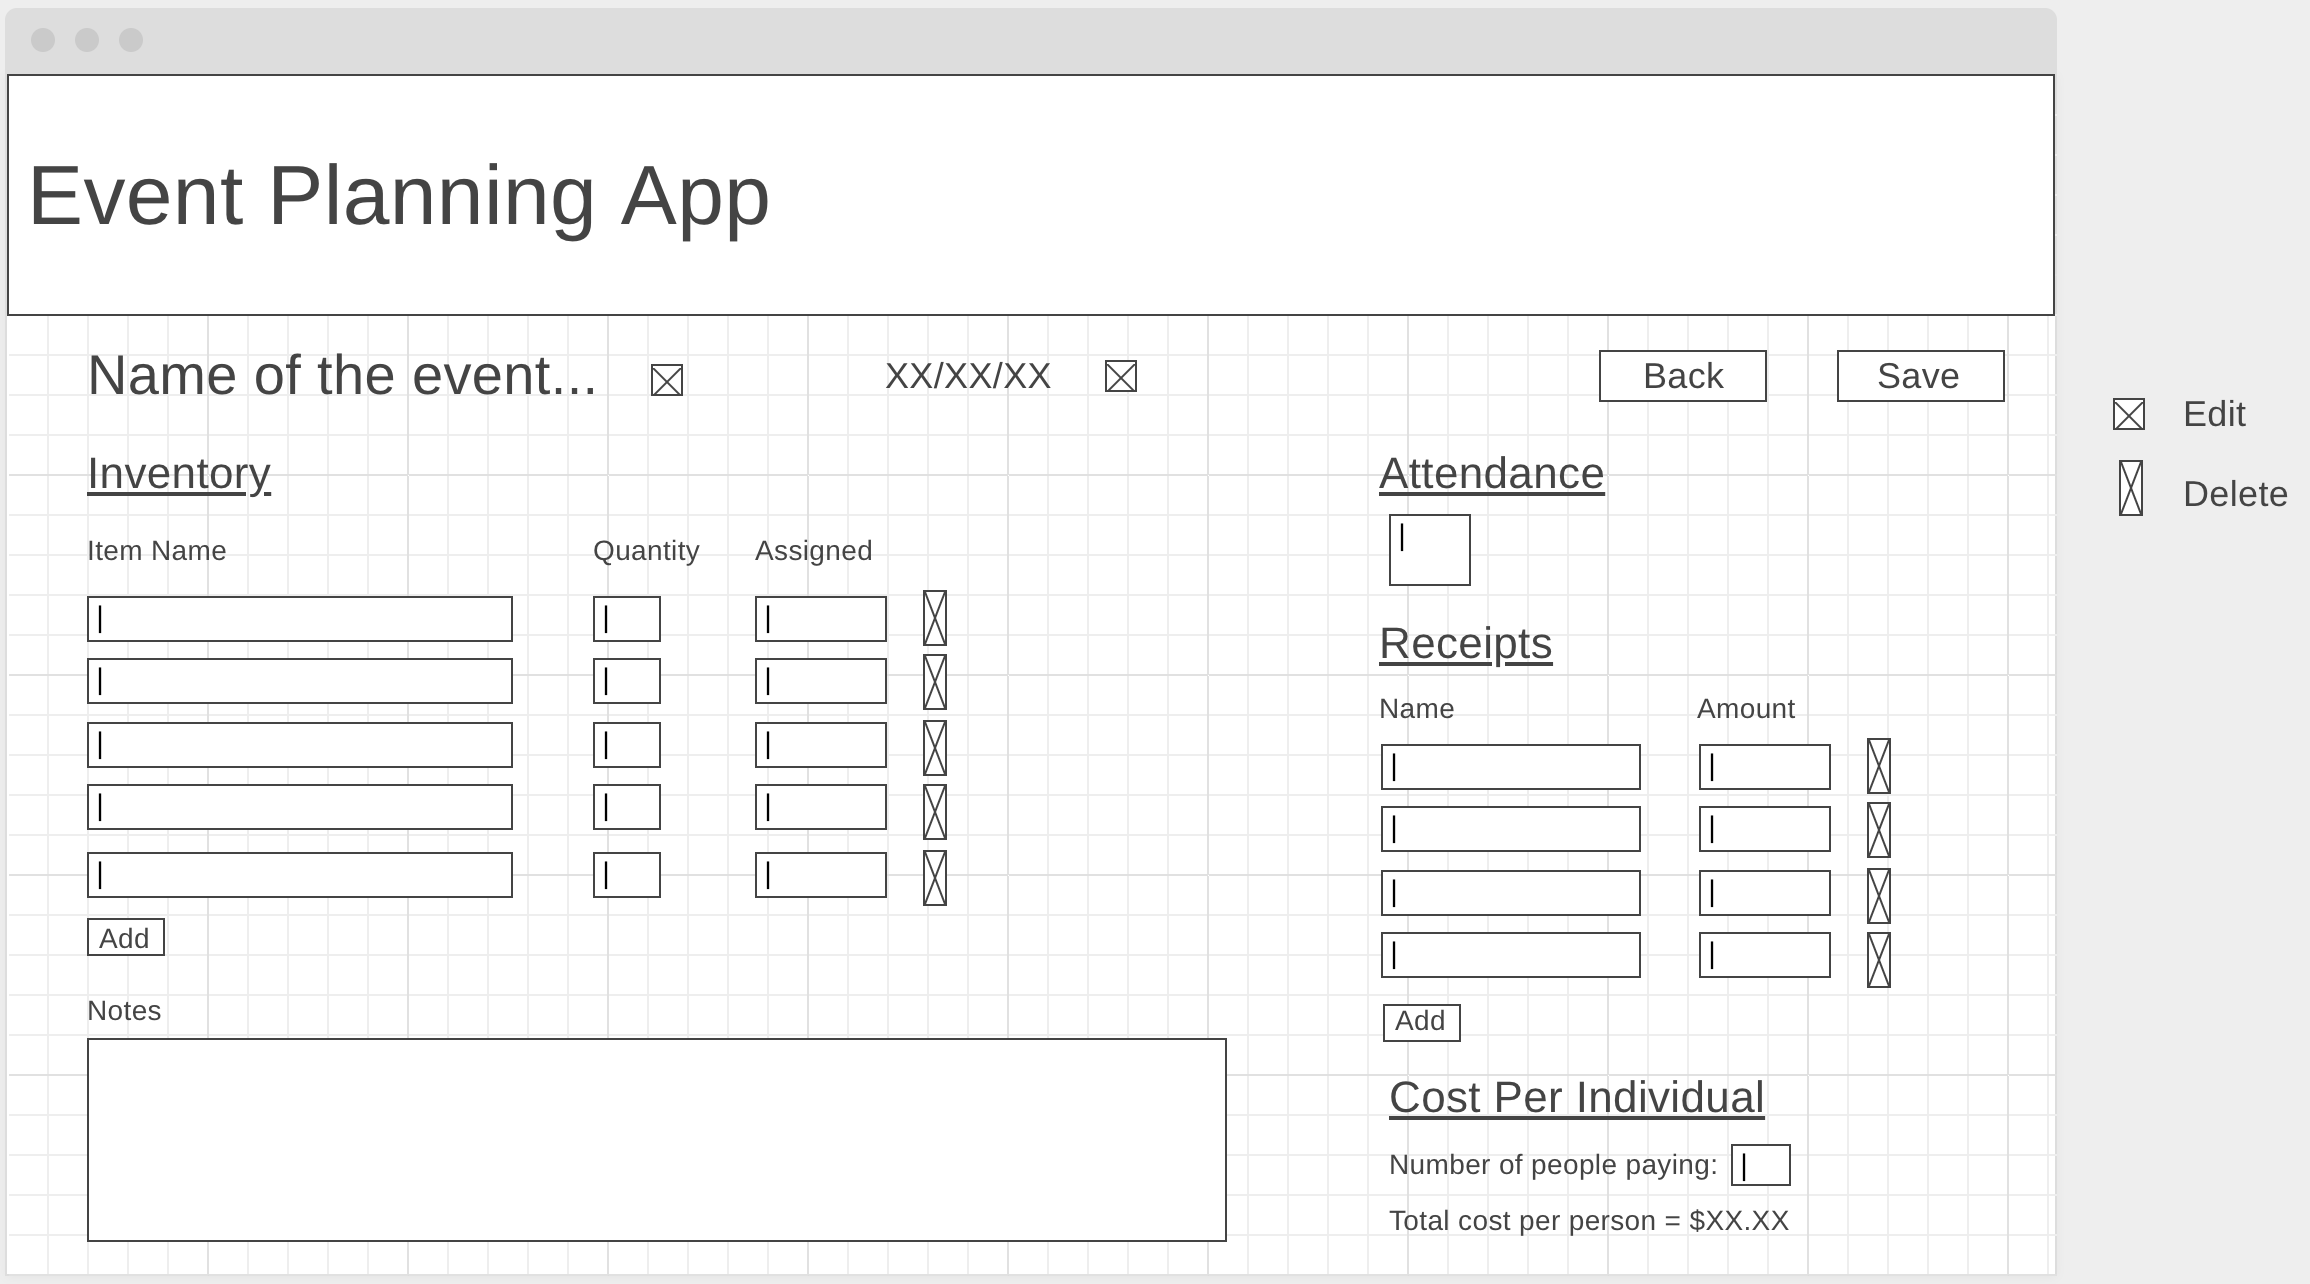 Event Planning App
Name of the event...
XX/XX/XX
Back
Save
Edit
Delete
Inventory
Item Name
Quantity
Assigned
Add
Notes
Attendance
Receipts
Name
Amount
Add
Cost Per Individual
Number of people paying:
Total cost per person = $XX.XX